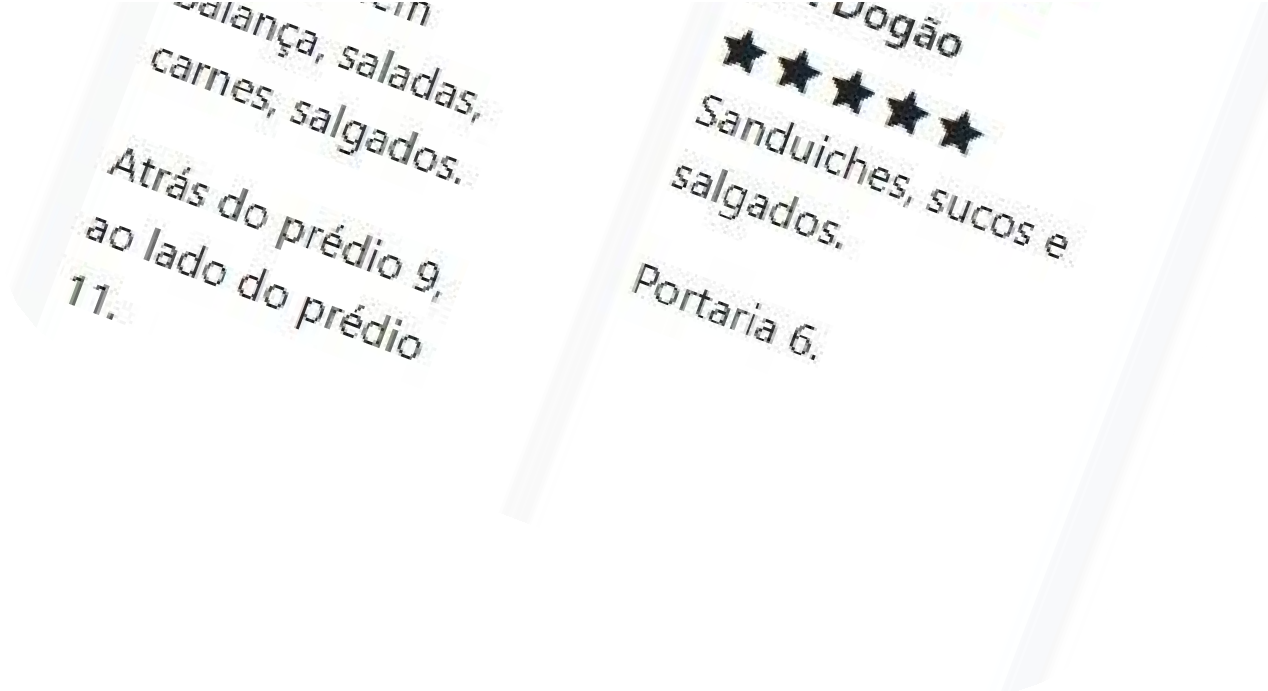 balança, saladas,
carnes, salgados.
Atrás do prédio 9,
ao lado do prédio
11.
Dogão
★★★★★
Sanduiches, sucos e
salgados.
Portaria 6.